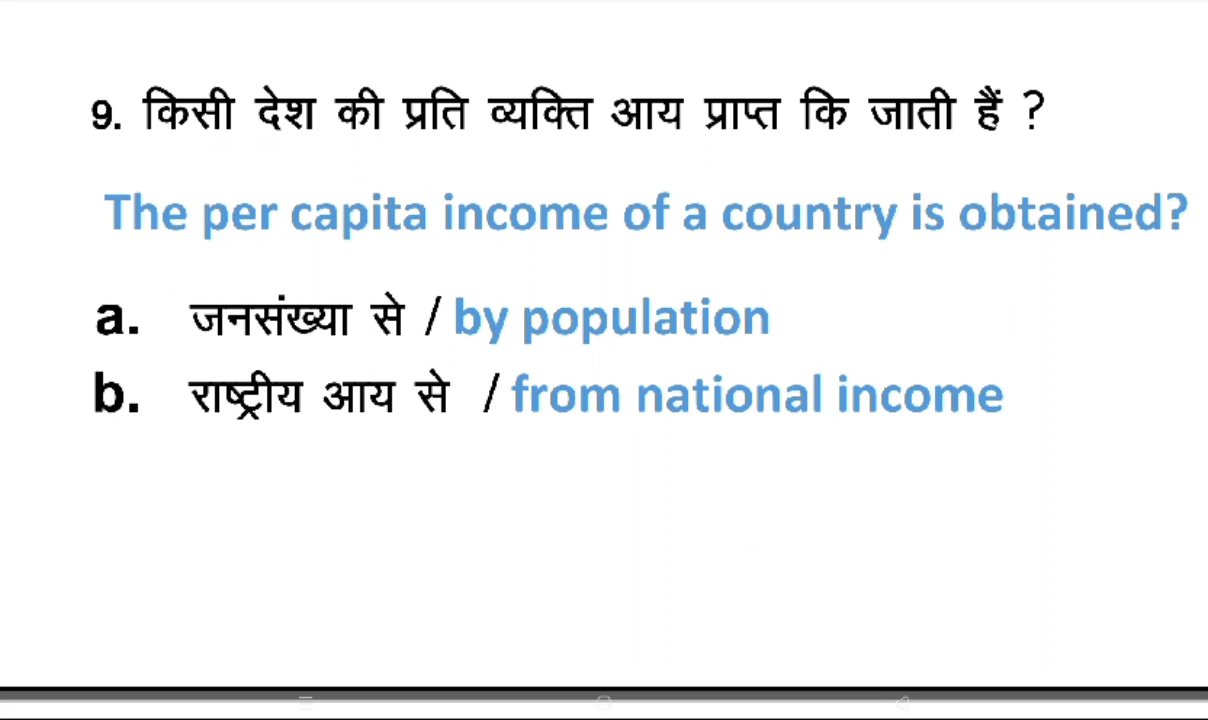 9. किसी देश की प्रति व्यक्ति आय प्राप्त कि जाती हैं ?
The per capita income of a country is obtained?
a. जनसंख्या से / by population
b. राष्ट्रीय आय से / from national income